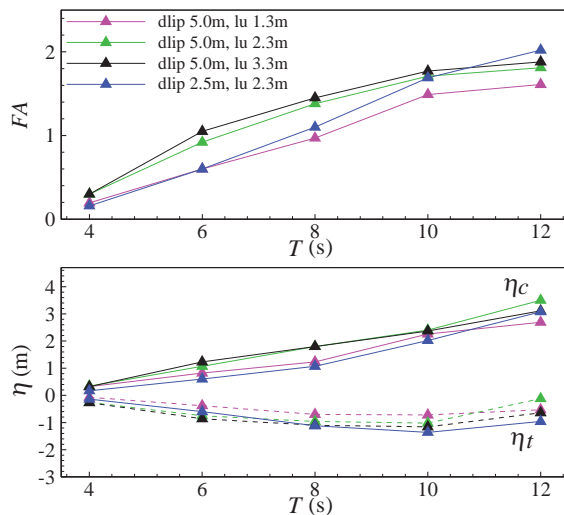 dlip 5.0m, lu 1.3m
dlip 5.0m, lu 2.3m
dlip 5.0m, lu 3.3m
dlip 2.5m, lu 2.3m
2
1
0
FA
4 6 8 10 12
T (s)
4
3
2
1
0
-1
-2
-3
η (m)
ηc
ηt
4 6 8 10 12
T (s)